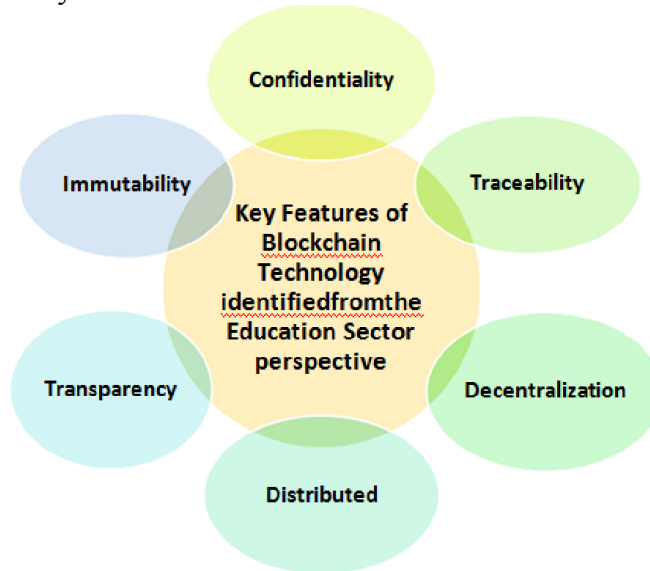 Confidentiality
Immutability
Traceability
Key Features of
Blockchain
Technology
identifiedfromthe
Education Sector
perspective
Transparency
Decentralization
Distributed